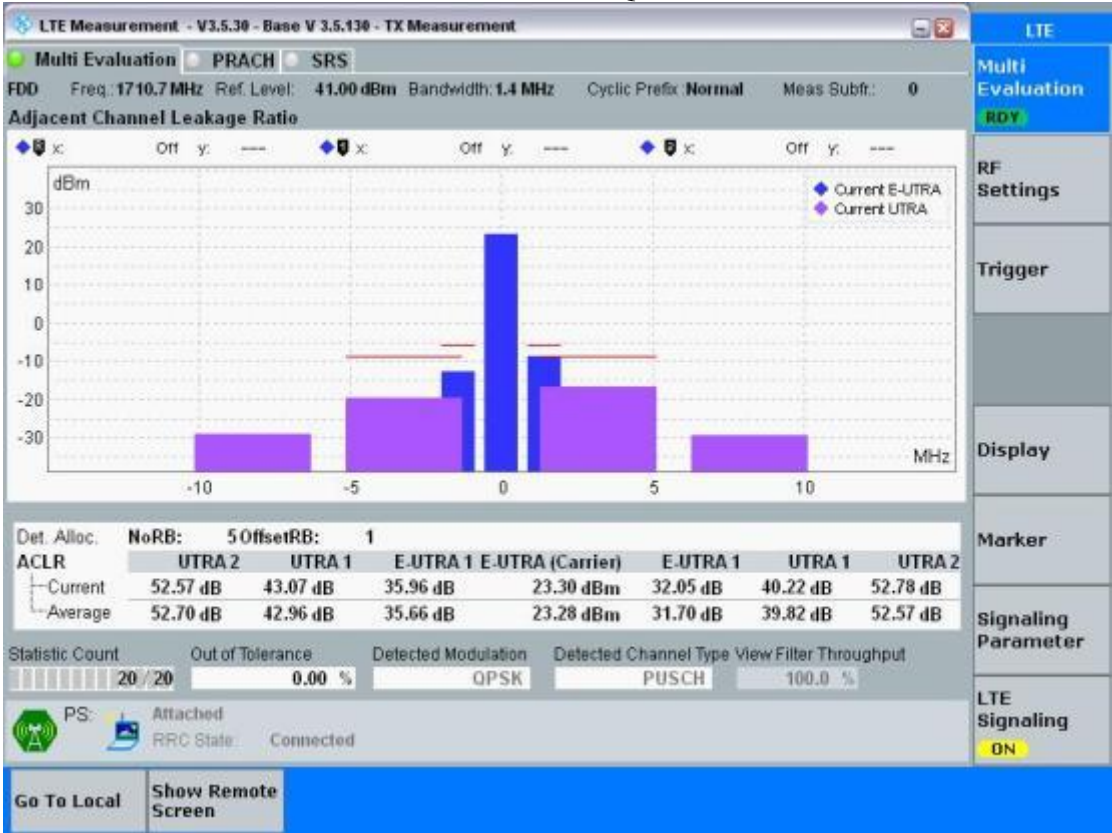 LTE Measurement - V3.5.30 - Base V 3.5.130 - TX Measurement
LTE
Multi Evaluation PRACH SRS
Multi Evaluation
RDY
FDD Freq.: 1710.7 MHz Ref. Level: 41.00 dBm Bandwidth: 1.4 MHz Cyclic Prefix: Normal Meas Subfr.: 0
Adjacent Channel Leakage Ratio
x: Off y: --- x: Off y: --- x: Off y: ---
dBm
Current E-UTRA
Current UTRA
30
20
10
0
-10
-20
-30
MHz
-10 -5 0 5 10
RF Settings
Trigger
Display
Marker
Signaling Parameter
LTE Signaling
ON
Det. Alloc. NoRB: 5 OffsetRB: 1
ACLR UTRA 2 UTRA 1 E-UTRA 1 E-UTRA (Carrier) E-UTRA 1 UTRA 1 UTRA 2
Current 52.57 dB 43.07 dB 35.96 dB 23.30 dBm 32.05 dB 40.22 dB 52.78 dB
Average 52.70 dB 42.96 dB 35.66 dB 23.28 dBm 31.70 dB 39.82 dB 52.57 dB
Statistic Count Out of Tolerance Detected Modulation Detected Channel Type View Filter Throughput
20 / 20 0.00 % QPSK PUSCH 100.0 %
PS: Attached
RRC State: Connected
Go To Local
Show Remote Screen